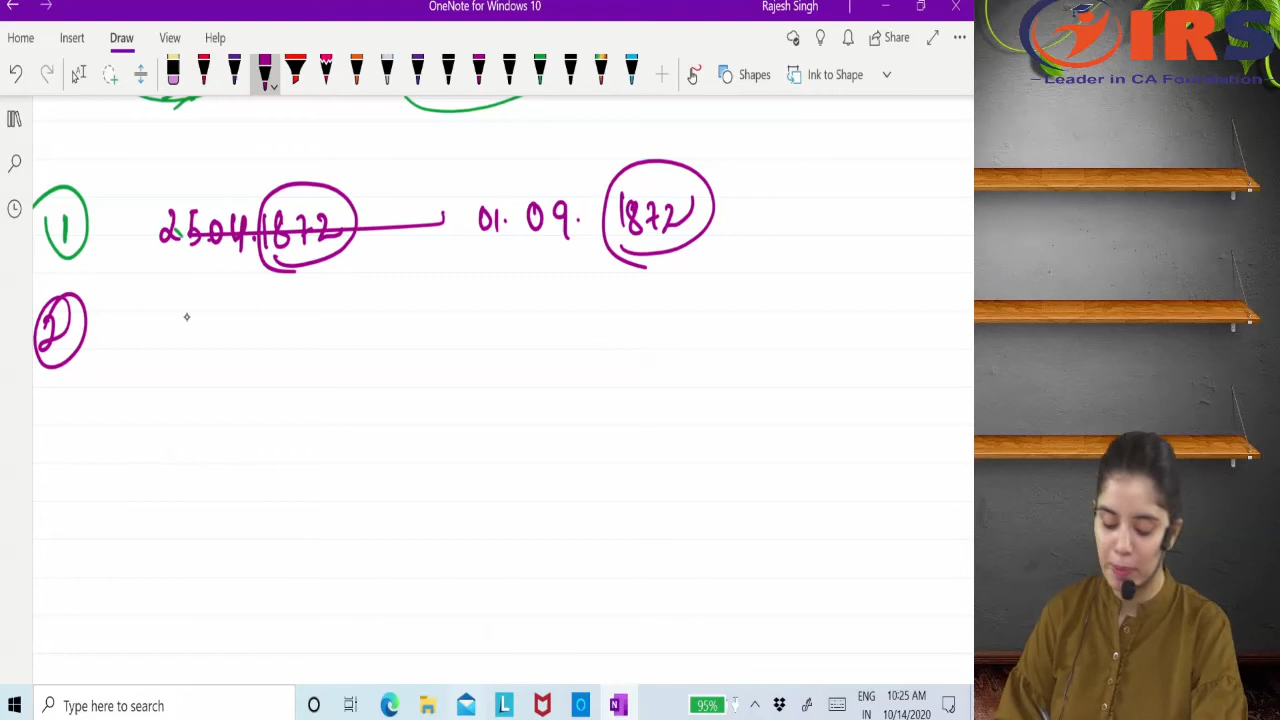 OneNote for Windows 10 Rajesh Singh
IRS
Leader in CA Foundation
Home Insert Draw View Help Share
Shapes Ink to Shape
1 2504.1872 01.09.1872
2
Type here to search
95% ENG IN 10:25 AM 10/14/2020